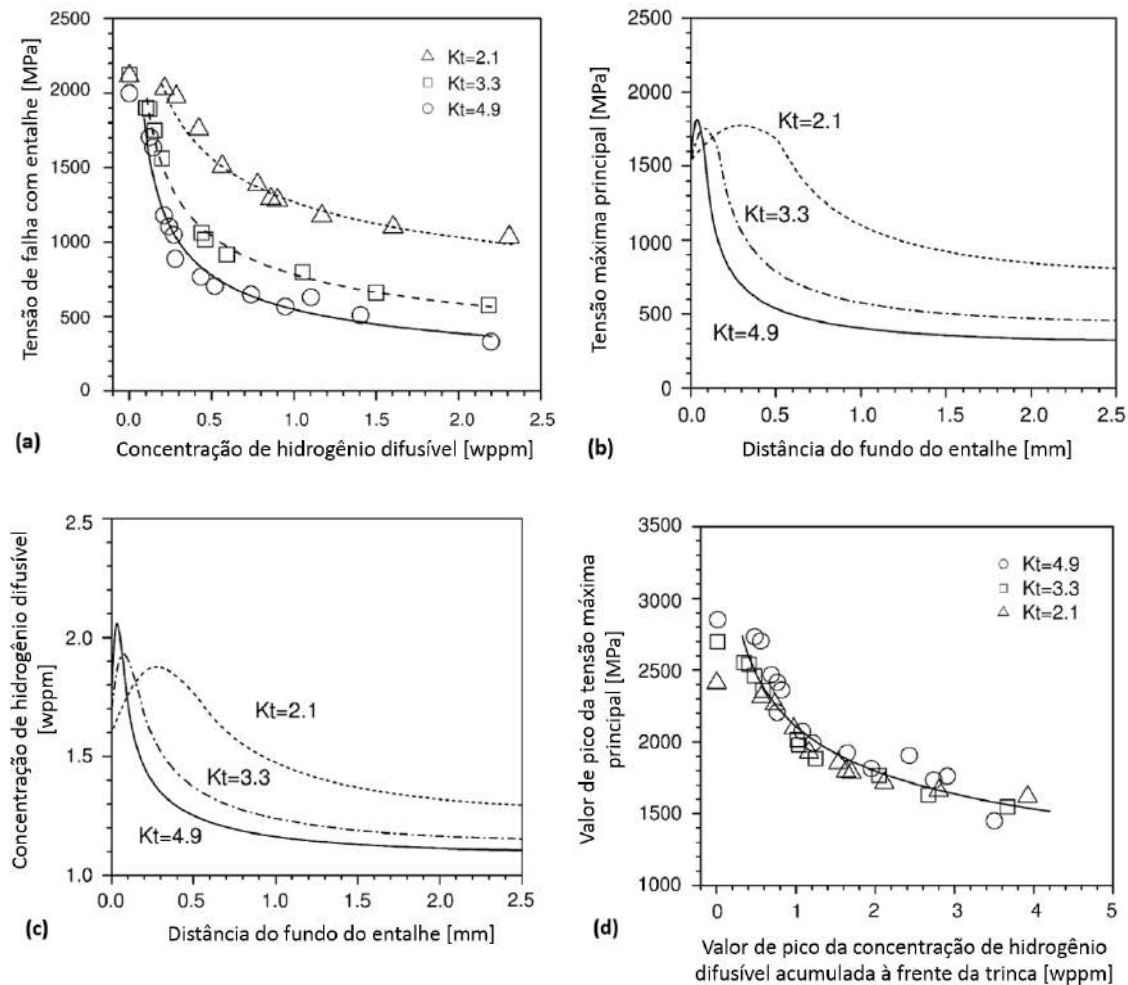 2500
2000
1500
1000
500
0
0.0 0.5 1.0 1.5 2.0 2.5
Tensão de falha com entalhe [MPa]
Kt=2.1
Kt=3.3
Kt=4.9
(a)
Concentração de hidrogênio difusível [wppm]
2500
2000
1500
1000
500
0
0.0 0.5 1.0 1.5 2.0 2.5
Tensão máxima principal [MPa]
Kt=2.1
Kt=3.3
Kt=4.9
(b)
Distância do fundo do entalhe [mm]
2.5
2.0
1.5
1.0
0.0 0.5 1.0 1.5 2.0 2.5
Concentração de hidrogênio difusível
[wppm]
Kt=2.1
Kt=3.3
Kt=4.9
(c)
Distância do fundo do entalhe [mm]
3500
3000
2500
2000
1500
1000
0 1 2 3 4 5
Valor de pico da tensão máxima
principal [MPa]
Kt=4.9
Kt=3.3
Kt=2.1
(d)
Valor de pico da concentração de hidrogênio
difusível acumulada à frente da trinca [wppm]